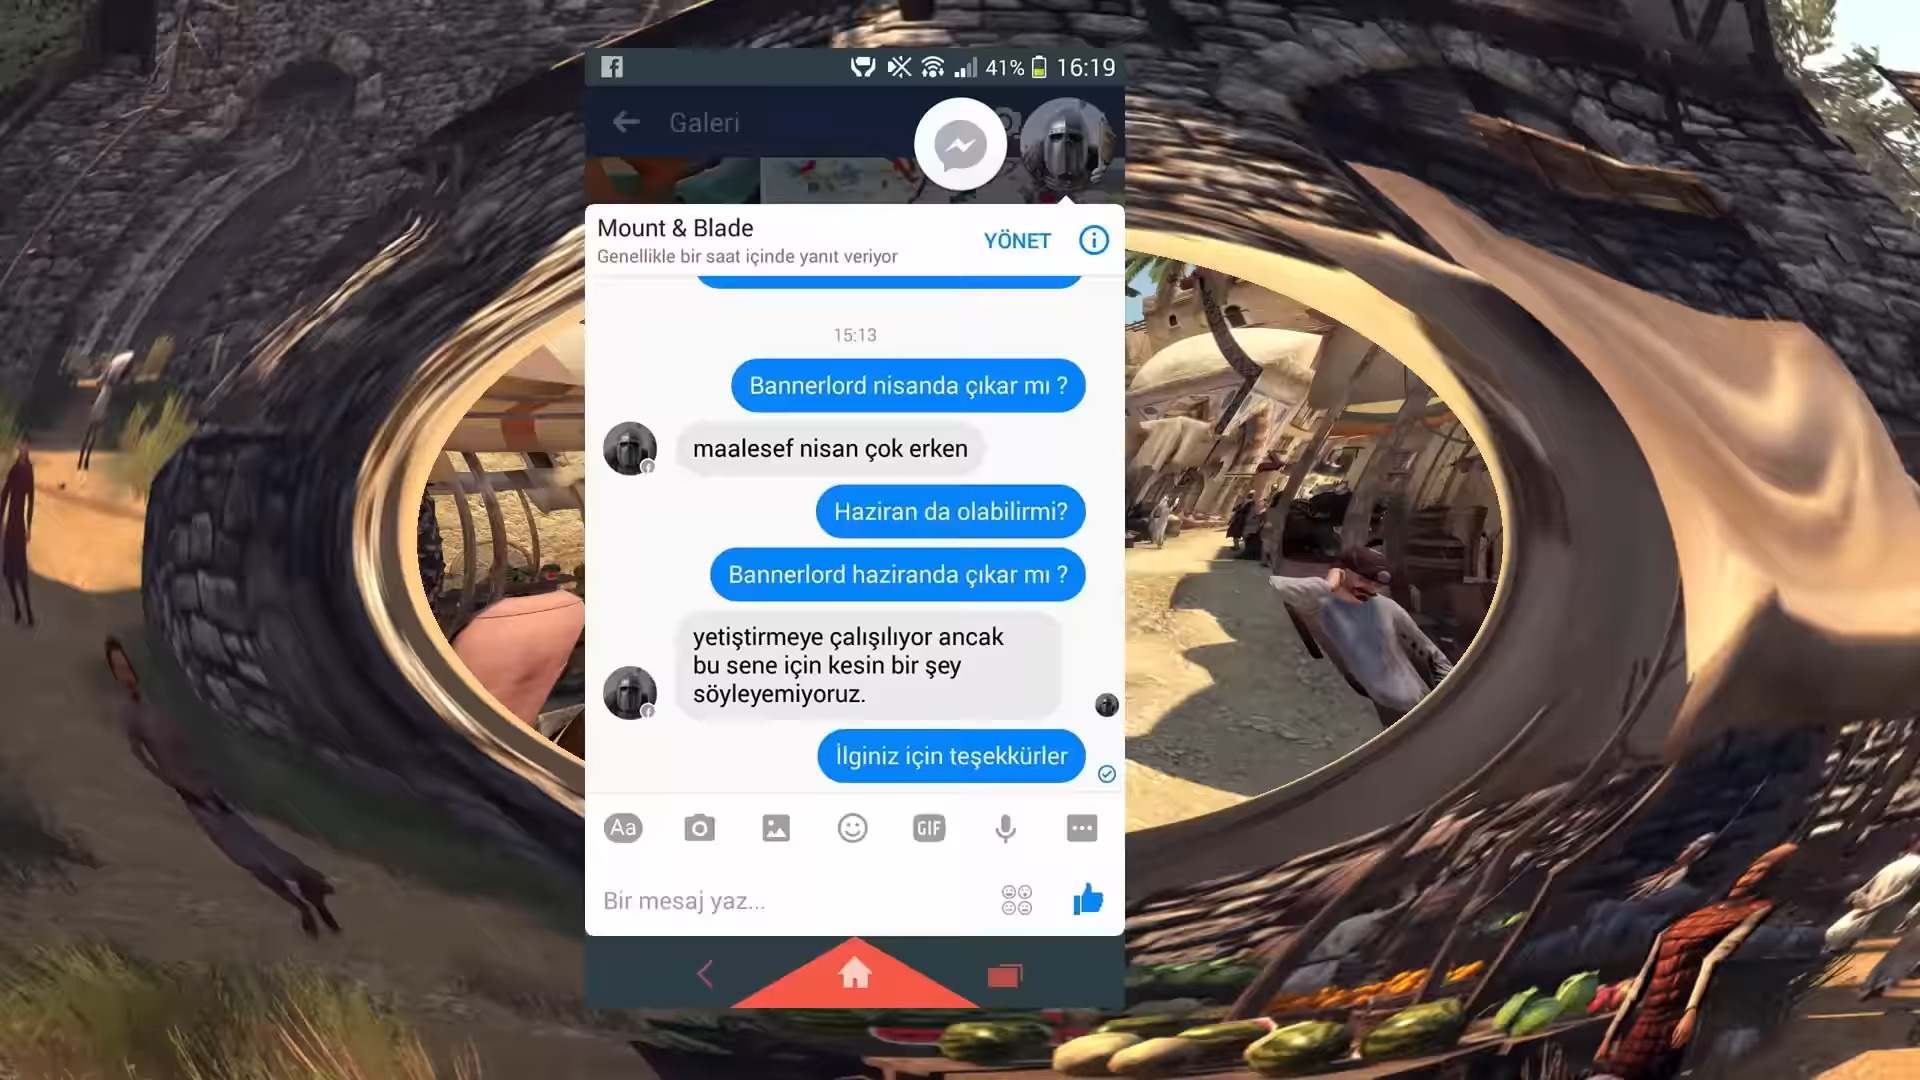 41% 16:19
Galeri
Mount & Blade
Genellikle bir saat içinde yanıt veriyor
YÖNET
15:13
Bannerlord nisanda çıkar mı ?
maalesef nisan çok erken
Haziran da olabilirmi?
Bannerlord haziranda çıkar mı ?
yetiştirmeye çalışılıyor ancak
bu sene için kesin bir şey
söyleyemiyoruz.
İlginiz için teşekkürler
Aa
GIF
Bir mesaj yaz...